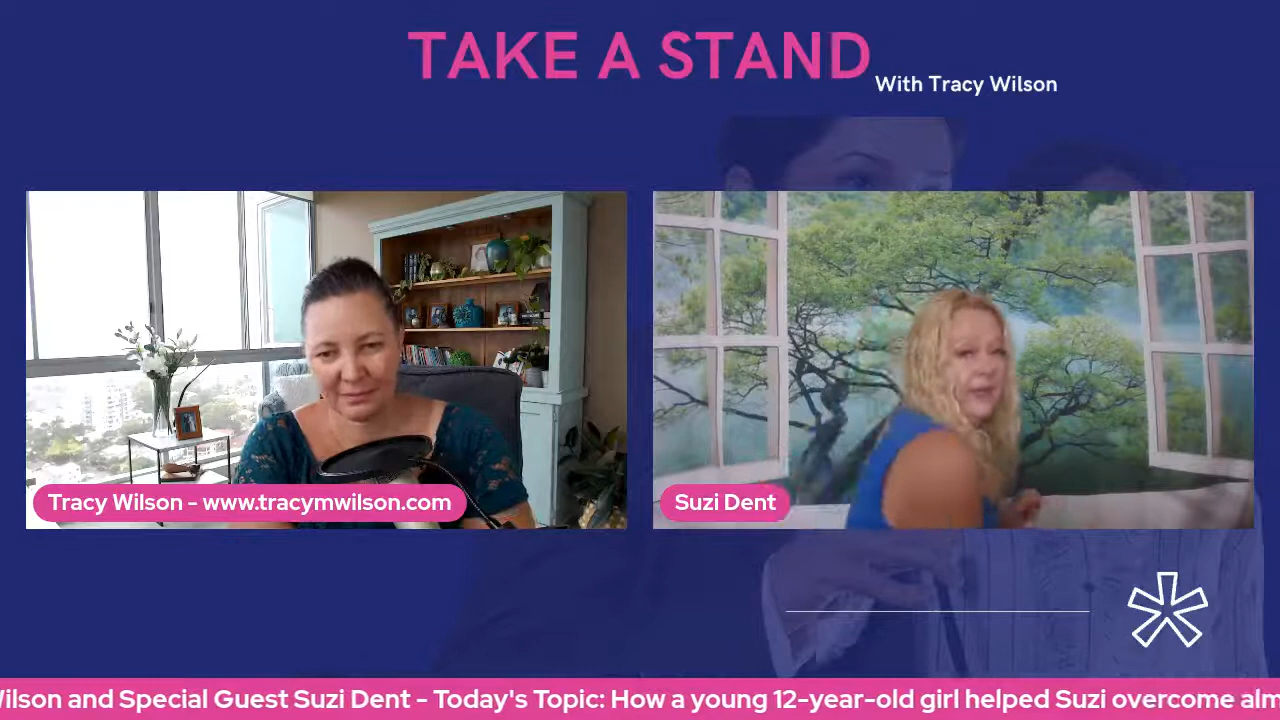 TAKE A STAND
With Tracy Wilson
Tracy Wilson - www.tracymwilson.com
Suzi Dent
Wilson and Special Guest Suzi Dent - Today's Topic: How a young 12-year-old girl helped Suzi overcome